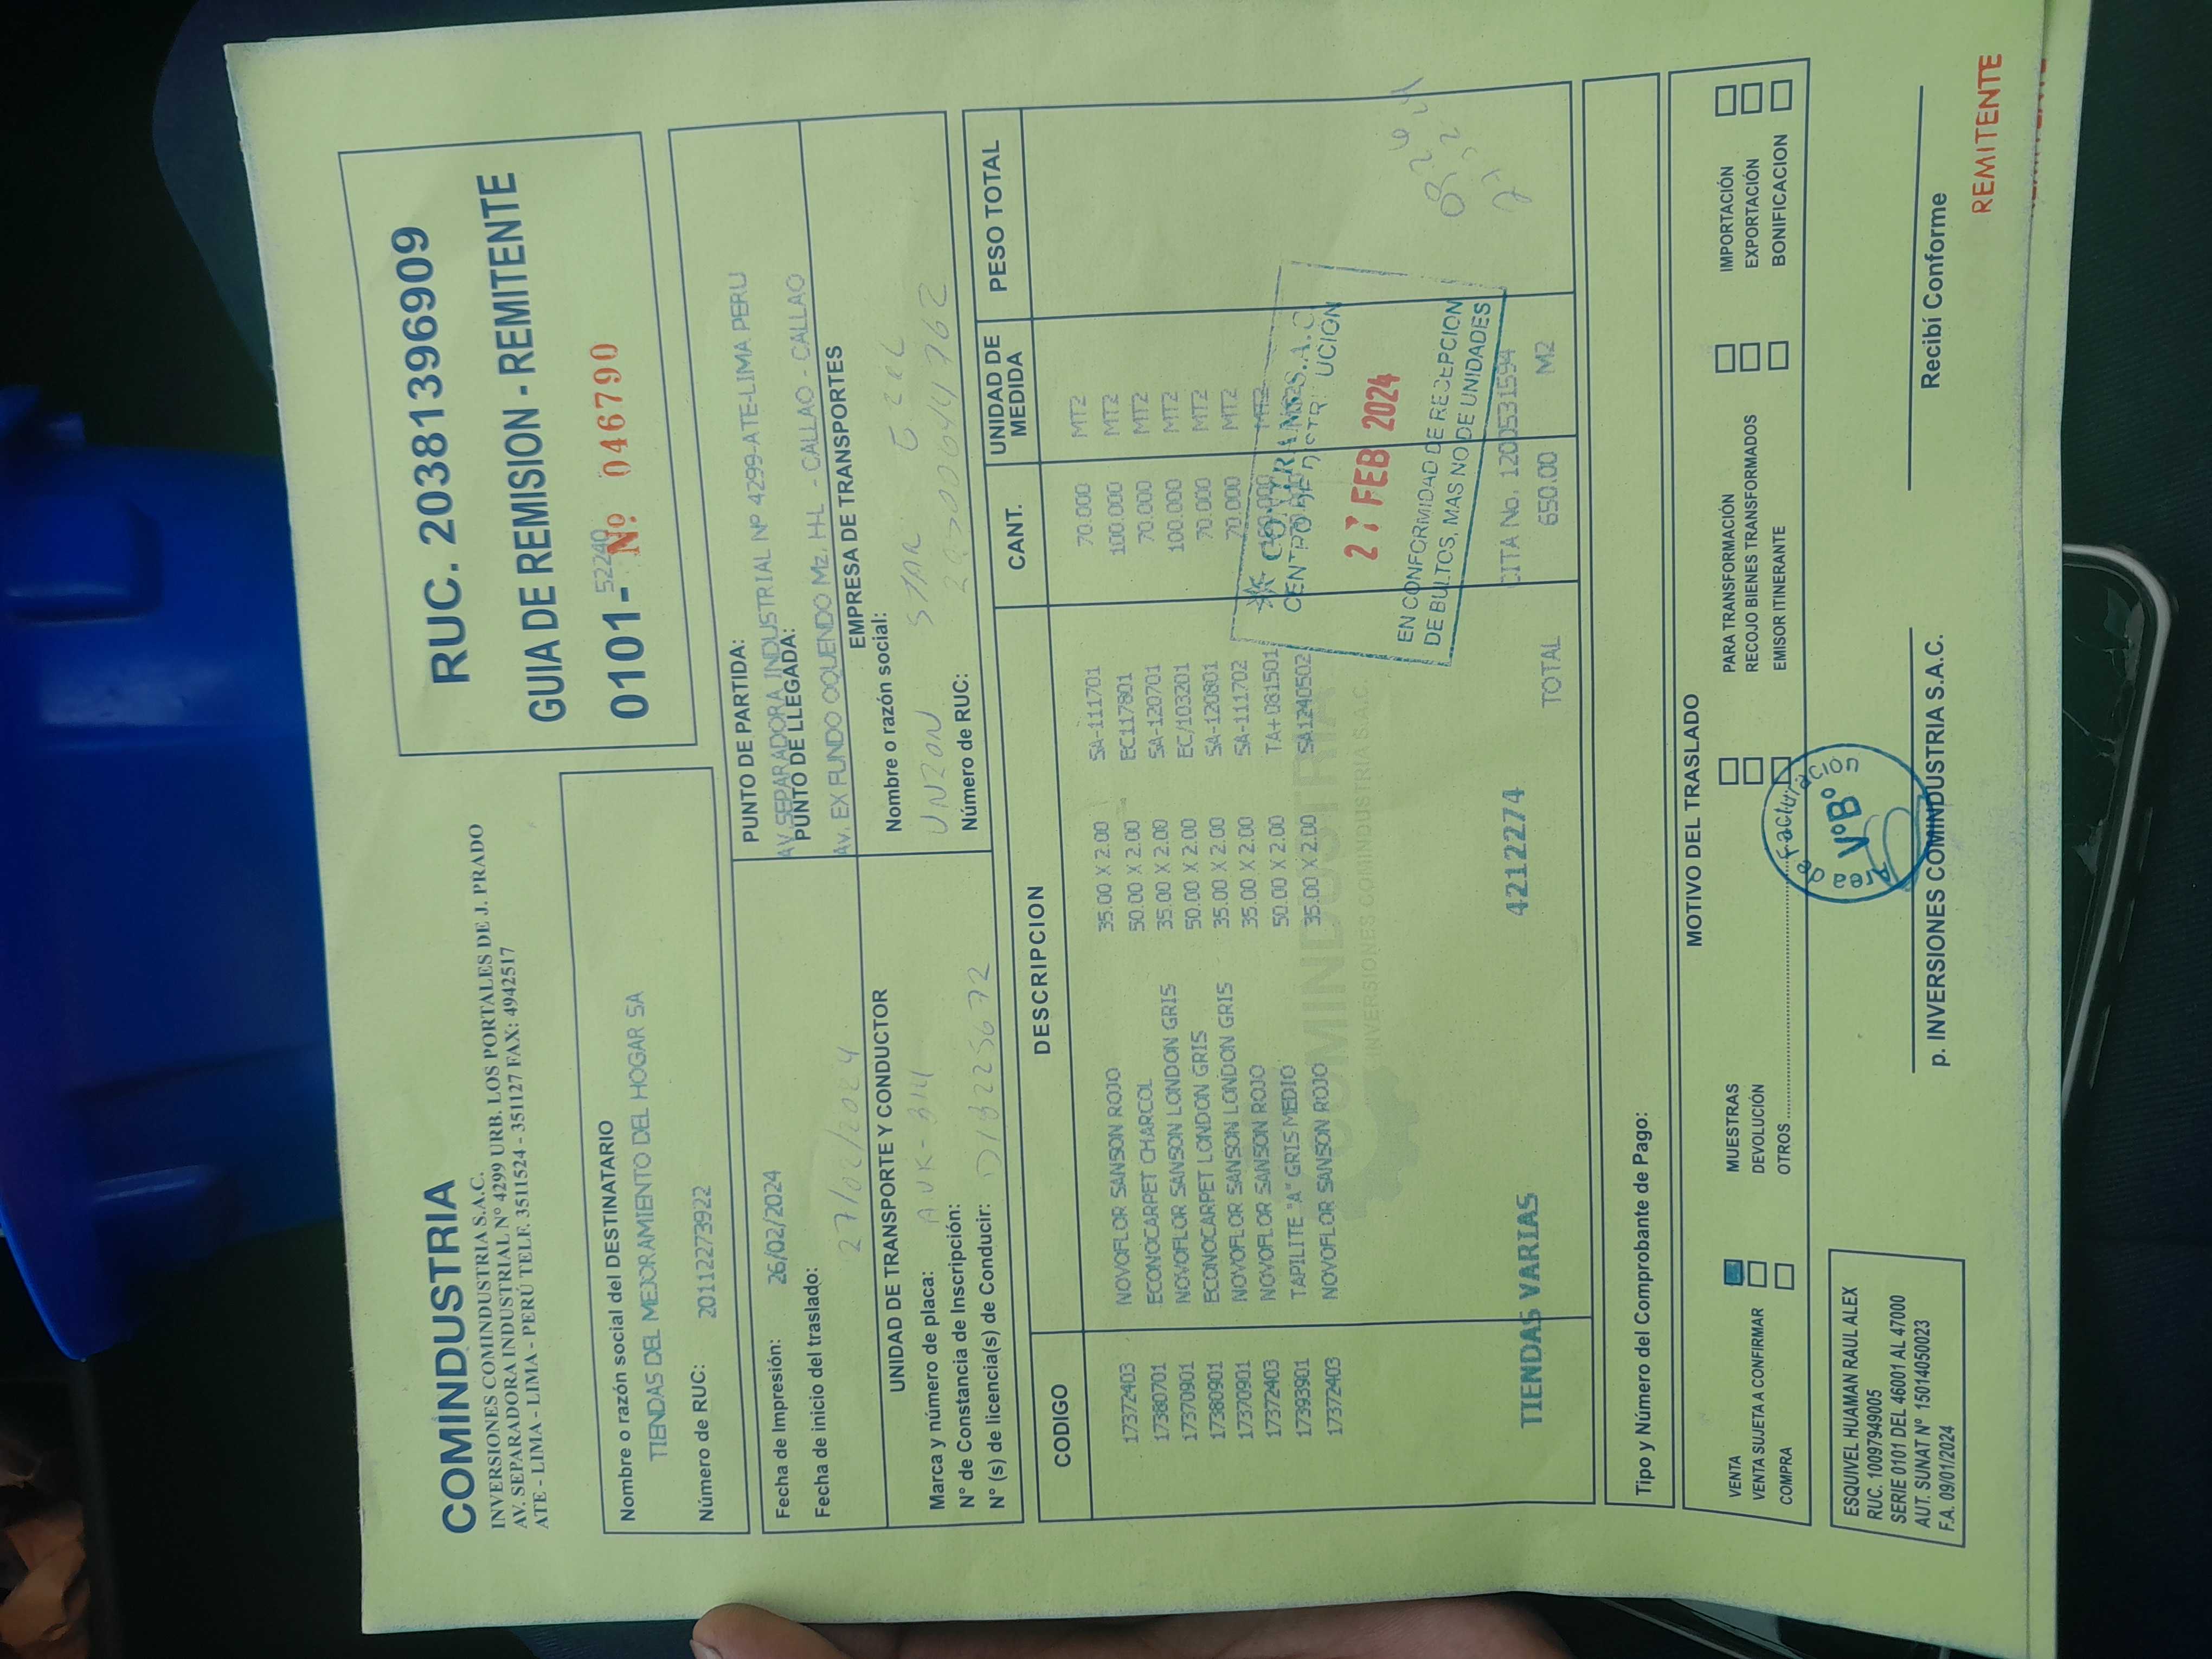 COMINDUSTRIA
INVERSIONES COMINDUSTRIA S.A.C.
AV. SEPARADORA INDUSTRIAL N° 4299 URB. LOS PORTALES DE J. PRADO
ATE - LIMA - LIMA - PERÚ TELF. 3511524 - 351127 FAX: 4942517
RUC. 20381396909
GUIA DE REMISION - REMITENTE
52240
0101- Nº 046790
Nombre o razón social del DESTINATARIO
TIENDAS DEL MEJORAMIENTO DEL HOGAR SA
Número de RUC: 20112273922
PUNTO DE PARTIDA:
AV.SEPARADORA INDUSTRIAL Nº 4299-ATE-LIMA PERU
PUNTO DE LLEGADA:
Av. EX FUNDO OQUENDO Mz. H-L - CALLAO - CALLAO
Fecha de Impresión: 26/02/2024
Fecha de inicio del traslado:
27/02/2024
EMPRESA DE TRANSPORTES
Nombre o razón social:
STAR
Número de RUC:
UNIDAD DE TRANSPORTE Y CONDUCTOR
Marca y número de placa:
N° de Constancia de Inscripción:
N° (s) de licencia(s) de Conducir:
CODIGO DESCRIPCION CANT. UNIDAD DE MEDIDA PESO TOTAL
17372403 NOVOFLOR SANSON ROJO 35.00 X 2.00 SA-111701 70.000 MT2
17380701 ECONOCARPET CHARCOL 50.00 X 2.00 EC117801 100.000 MT2
17370901 NOVOFLOR SANSON LONDON GRIS 35.00 X 2.00 SA-120701 70.000 MT2
17380901 ECONOCARPET LONDON GRIS 50.00 X 2.00 EC/103201 100.000 MT2
17370901 NOVOFLOR SANSON LONDON GRIS 35.00 X 2.00 SA-120801 70.000 MT2
17372403 NOVOFLOR SANSON ROJO 35.00 X 2.00 SA-111702 70.000 MT2
17393901 TAPILITE "A" GRIS MEDIO 50.00 X 2.00 TA+081501 MT2
17372403 NOVOFLOR SANSON ROJO 35.00 X 2.00 SA1240502
COMINDUSTRIA
INVERSIONES COMINDUSTRIA S.A.C.
S.A.C.
27 FEB 2024
EN CONFORMIDAD DE RECEPCION
DE BULTOS, MAS NO DE UNIDADES
CITA No. 1200531594
TIENDAS VARIAS 4212274
TOTAL 650.00 M2
Tipo y Número del Comprobante de Pago:
MOTIVO DEL TRASLADO
VENTA MUESTRAS PARA TRANSFORMACIÓN IMPORTACIÓN
VENTA SUJETA A CONFIRMAR DEVOLUCIÓN RECOJO BIENES TRANSFORMADOS EXPORTACIÓN
COMPRA OTROS EMISOR ITINERANTE BONIFICACION
Area de Facturación
V°B°
ESQUIVEL HUAMAN RAUL ALEX
RUC. 10097949005
SERIE 0101 DEL 46001 AL 47000
AUT. SUNAT Nº 15014050023
F.A. 09/01/2024
p. INVERSIONES COMINDUSTRIA S.A.C.
Recibí Conforme
REMITENTE